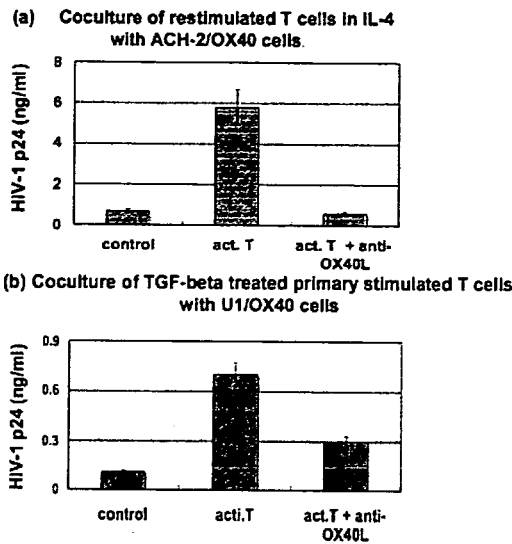 (a) Coculture of restimulated T cells in IL-4
with ACH-2/OX40 cells.
HIV-1 p24 (ng/ml)
8
6
4
2
0
control act. T act. T + anti-
OX40L
(b) Coculture of TGF-beta treated primary stimulated T cells
with U1/OX40 cells
HIV-1 p24 (ng/ml)
0.9
0.6
0.3
0
control acti.T act.T + anti-
OX40L